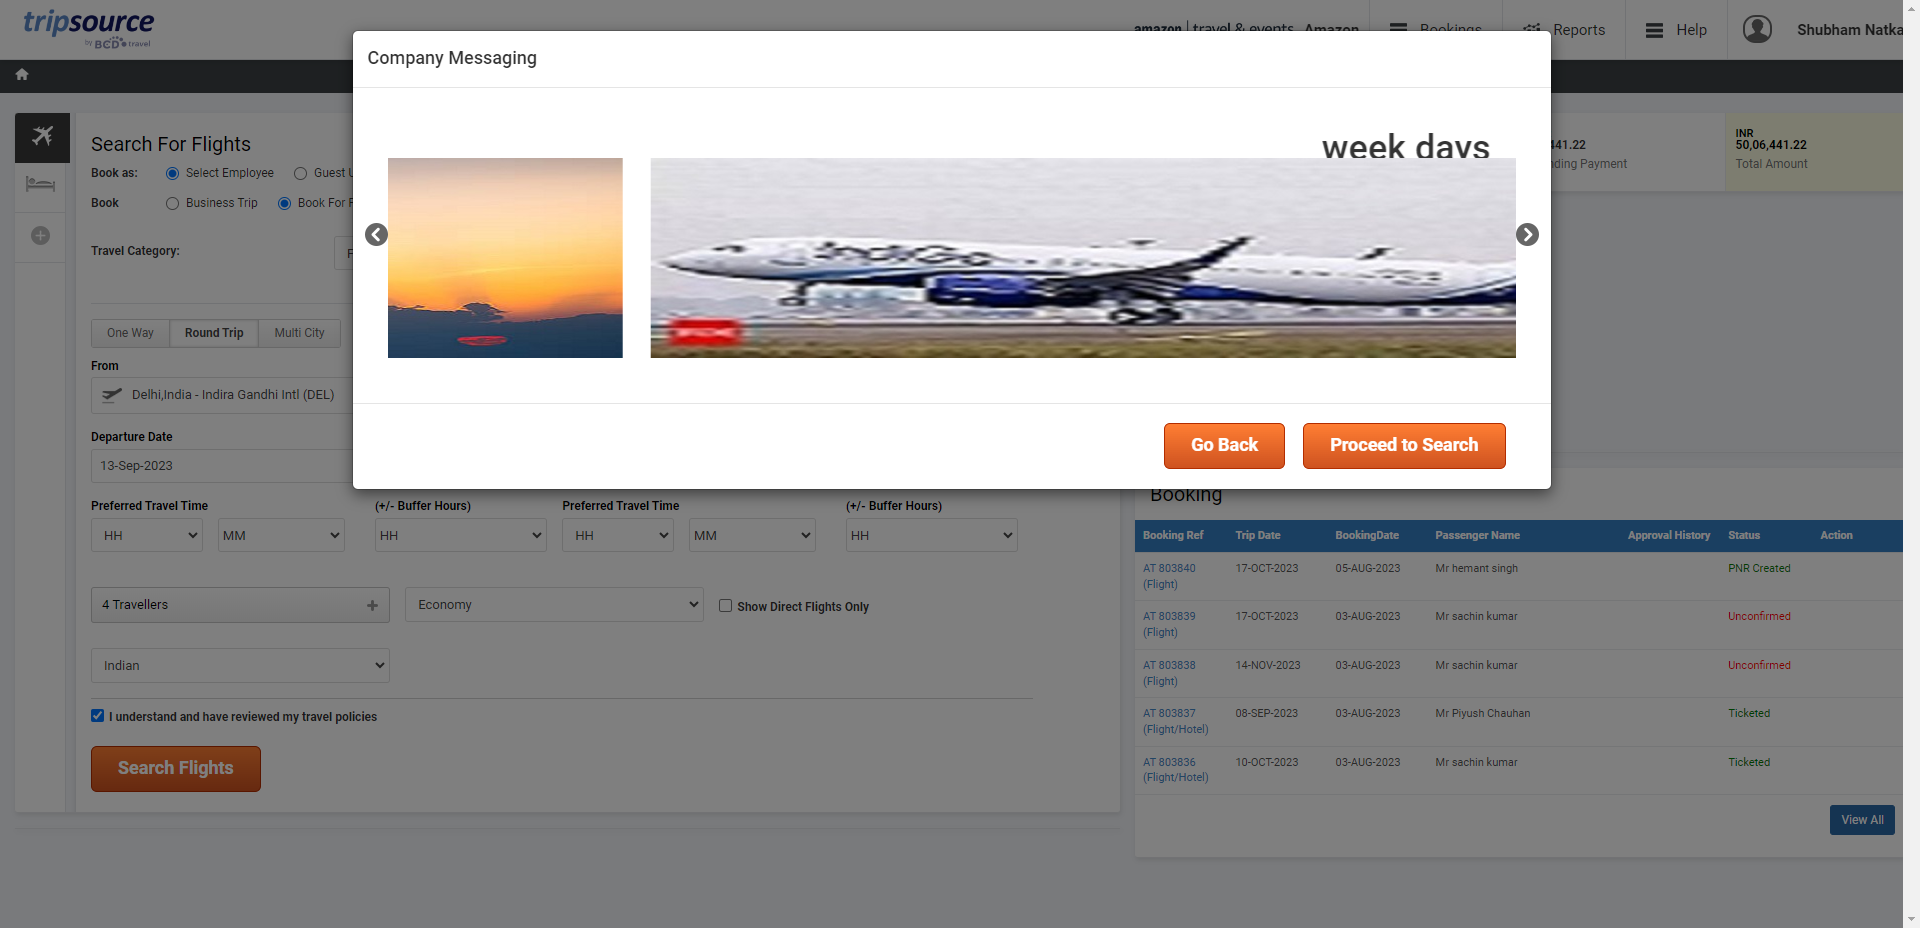 tripsource
by BCD travel
amazon | travel & events Amazon
Bookings
Reports
Help
Shubham Natka
Company Messaging
week days
IndiGo
Go Back
Proceed to Search
Search For Flights
Book as:
Select Employee
Guest U
Book
Business Trip
Book For F
Travel Category:
One Way
Round Trip
Multi City
From
Delhi,India - Indira Gandhi Intl (DEL)
Departure Date
13-Sep-2023
Preferred Travel Time
(+/- Buffer Hours)
Preferred Travel Time
(+/- Buffer Hours)
HH
MM
HH
HH
MM
HH
4 Travellers
Economy
Show Direct Flights Only
Indian
I understand and have reviewed my travel policies
Search Flights
441.22
ding Payment
INR
50,06,441.22
Total Amount
Booking
Booking Ref Trip Date BookingDate Passenger Name Approval History Status Action
AT 803840 17-OCT-2023 05-AUG-2023 Mr hemant singh PNR Created
(Flight)
AT 803839 17-OCT-2023 03-AUG-2023 Mr sachin kumar Unconfirmed
(Flight)
AT 803838 14-NOV-2023 03-AUG-2023 Mr sachin kumar Unconfirmed
(Flight)
AT 803837 08-SEP-2023 03-AUG-2023 Mr Piyush Chauhan Ticketed
(Flight/Hotel)
AT 803836 10-OCT-2023 03-AUG-2023 Mr sachin kumar Ticketed
(Flight/Hotel)
View All